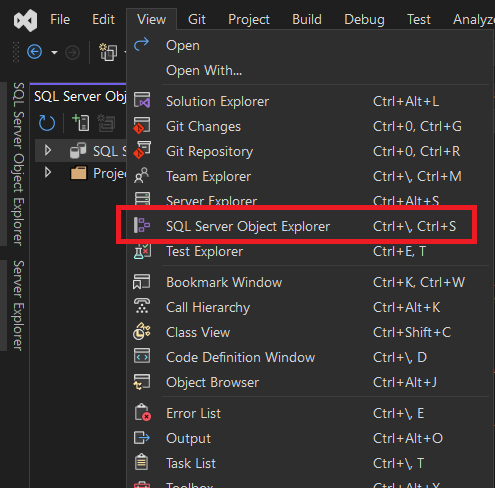 File Edit View Git Project Build Debug Test Analyze
Open
Open With...
SQL Server Obj
SQL Server Object Explorer
Server Explorer
SQL S
Proje
Solution Explorer Ctrl+Alt+L
Git Changes Ctrl+0, Ctrl+G
Git Repository Ctrl+0, Ctrl+R
Team Explorer Ctrl+\, Ctrl+M
Server Explorer Ctrl+Alt+S
SQL Server Object Explorer Ctrl+\, Ctrl+S
Test Explorer Ctrl+E, T
Bookmark Window Ctrl+K, Ctrl+W
Call Hierarchy Ctrl+Alt+K
Class View Ctrl+Shift+C
Code Definition Window Ctrl+\, D
Object Browser Ctrl+Alt+J
Error List Ctrl+\, E
Output Ctrl+Alt+O
Task List Ctrl+\, T
Toolbox Ctrl+Alt+X